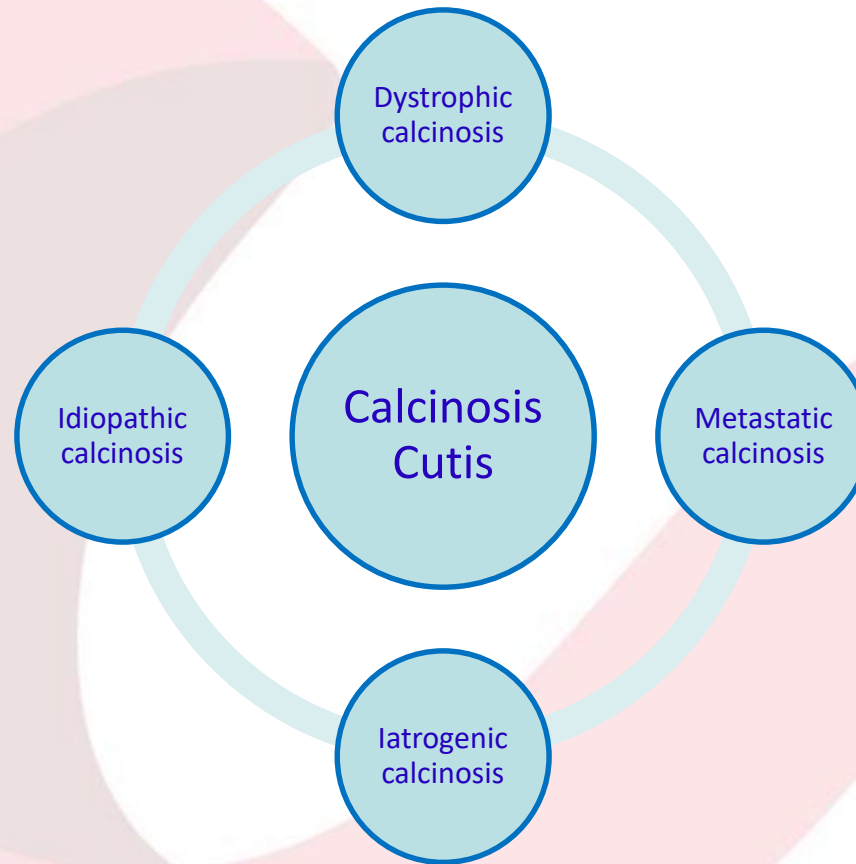 Dystrophic
calcinosis
Idiopathic
calcinosis
Calcinosis
Cutis
Metastatic
calcinosis
Iatrogenic
calcinosis